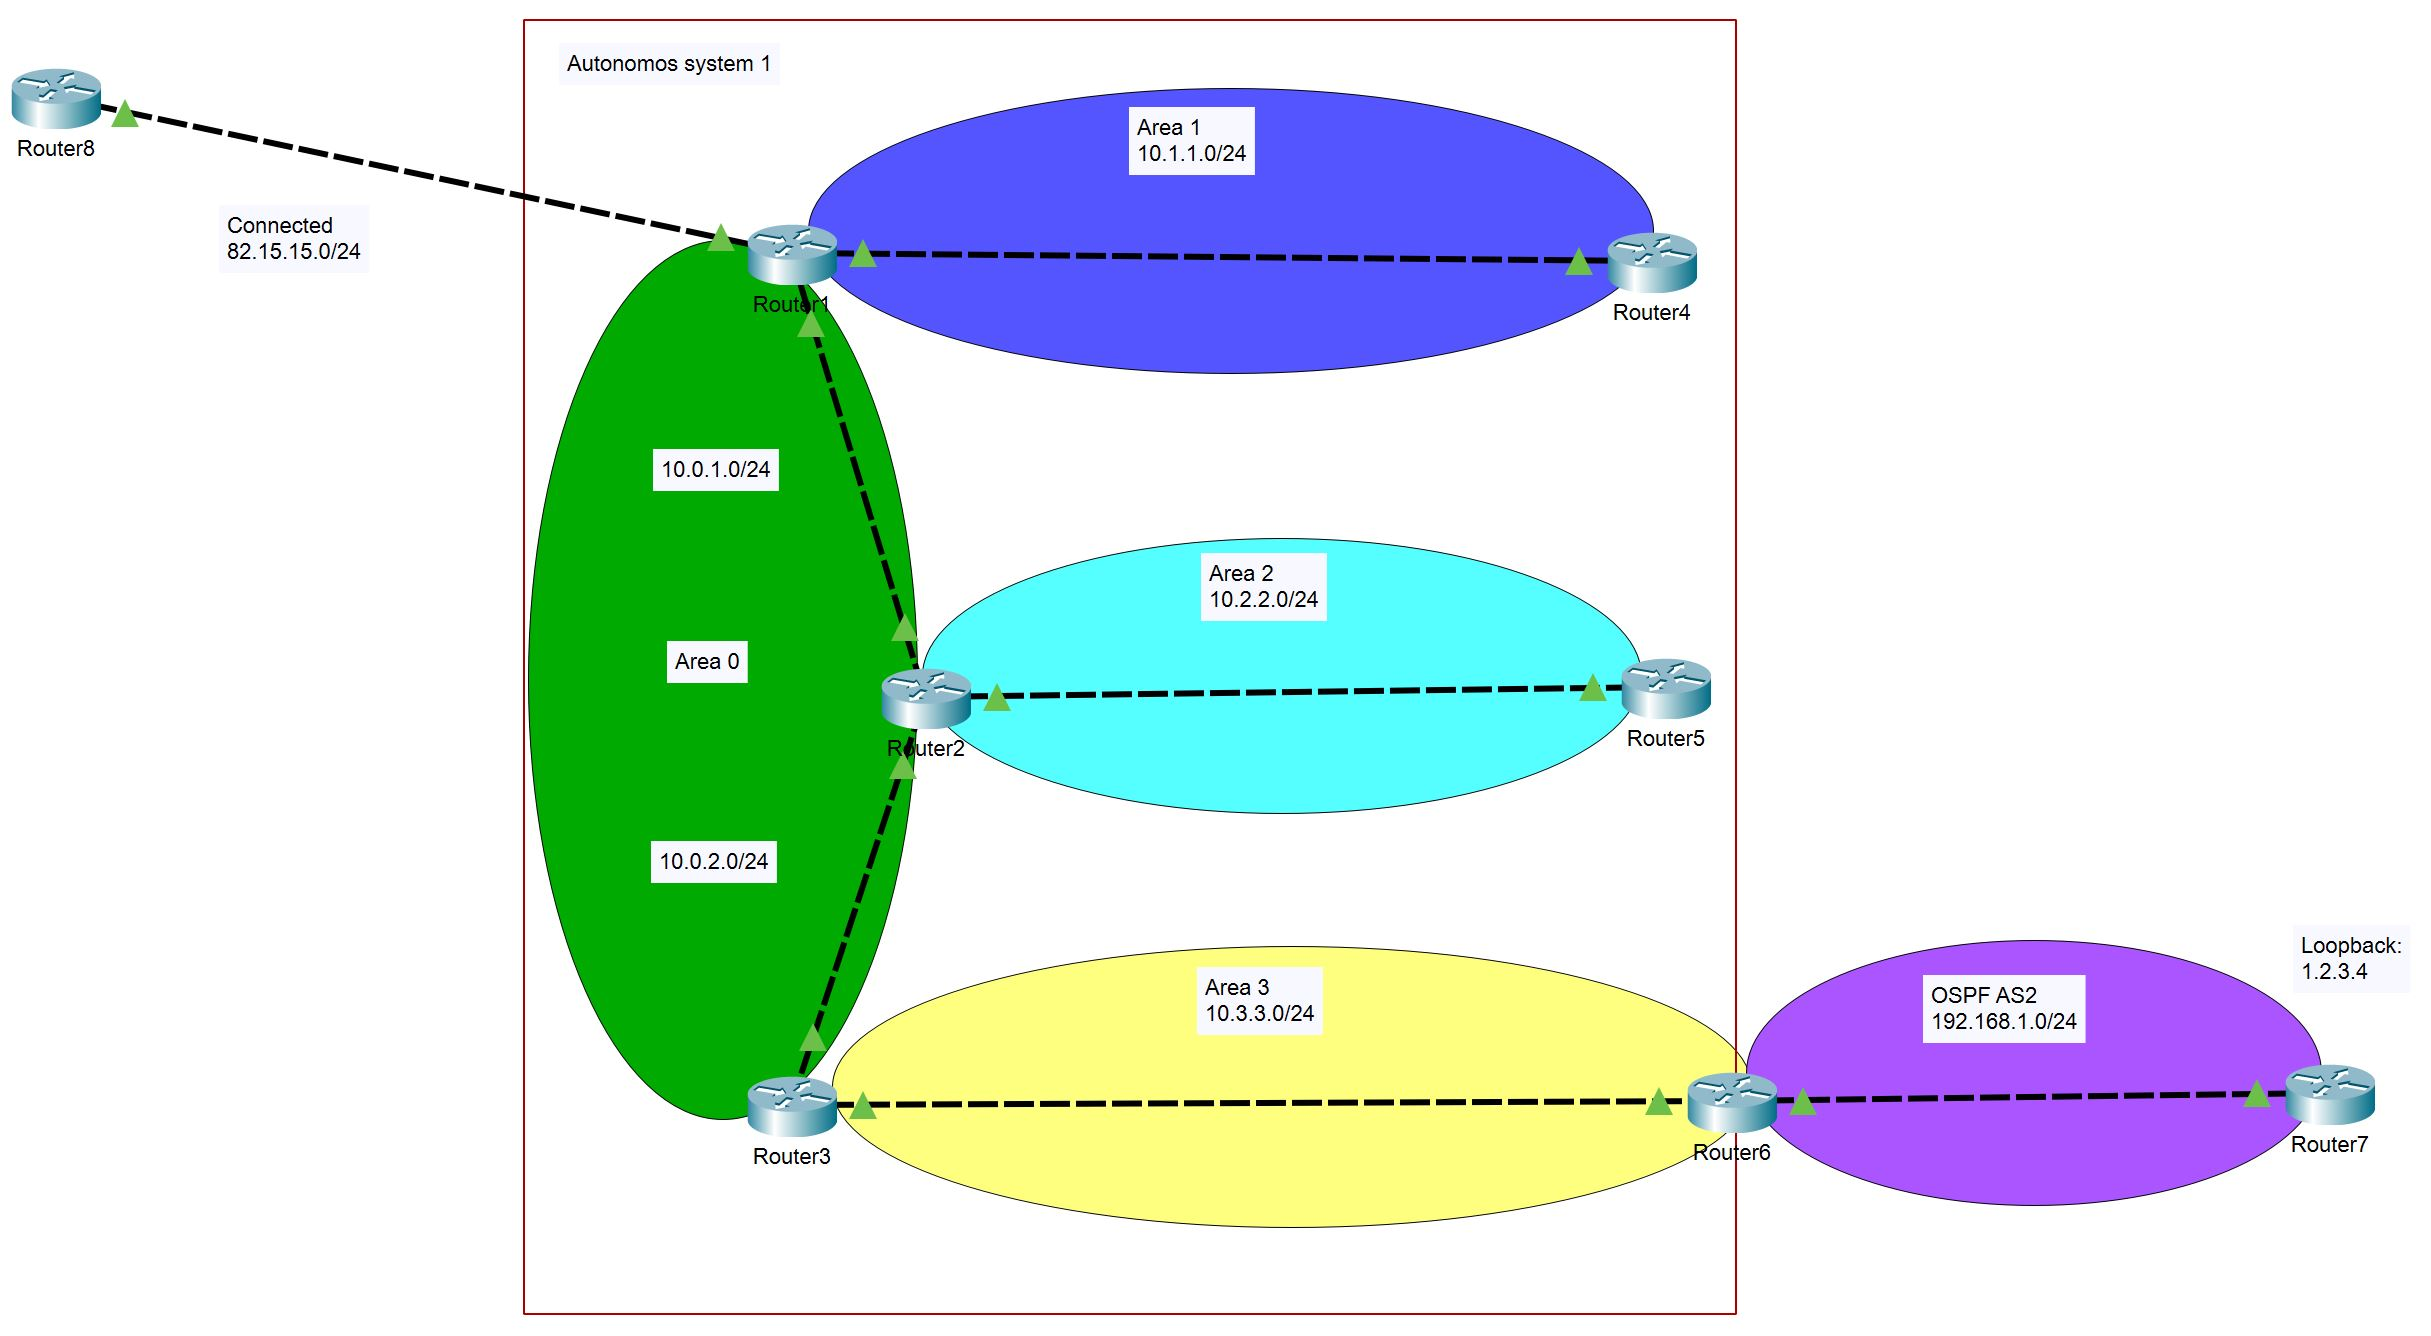 Autonomos system 1
Router8
Connected
82.15.15.0/24
Area 1
10.1.1.0/24
Router1
Router4
10.0.1.0/24
Area 0
Area 2
10.2.2.0/24
Router2
Router5
10.0.2.0/24
Area 3
10.3.3.0/24
Router3
Router6
OSPF AS2
192.168.1.0/24
Loopback:
1.2.3.4
Router7